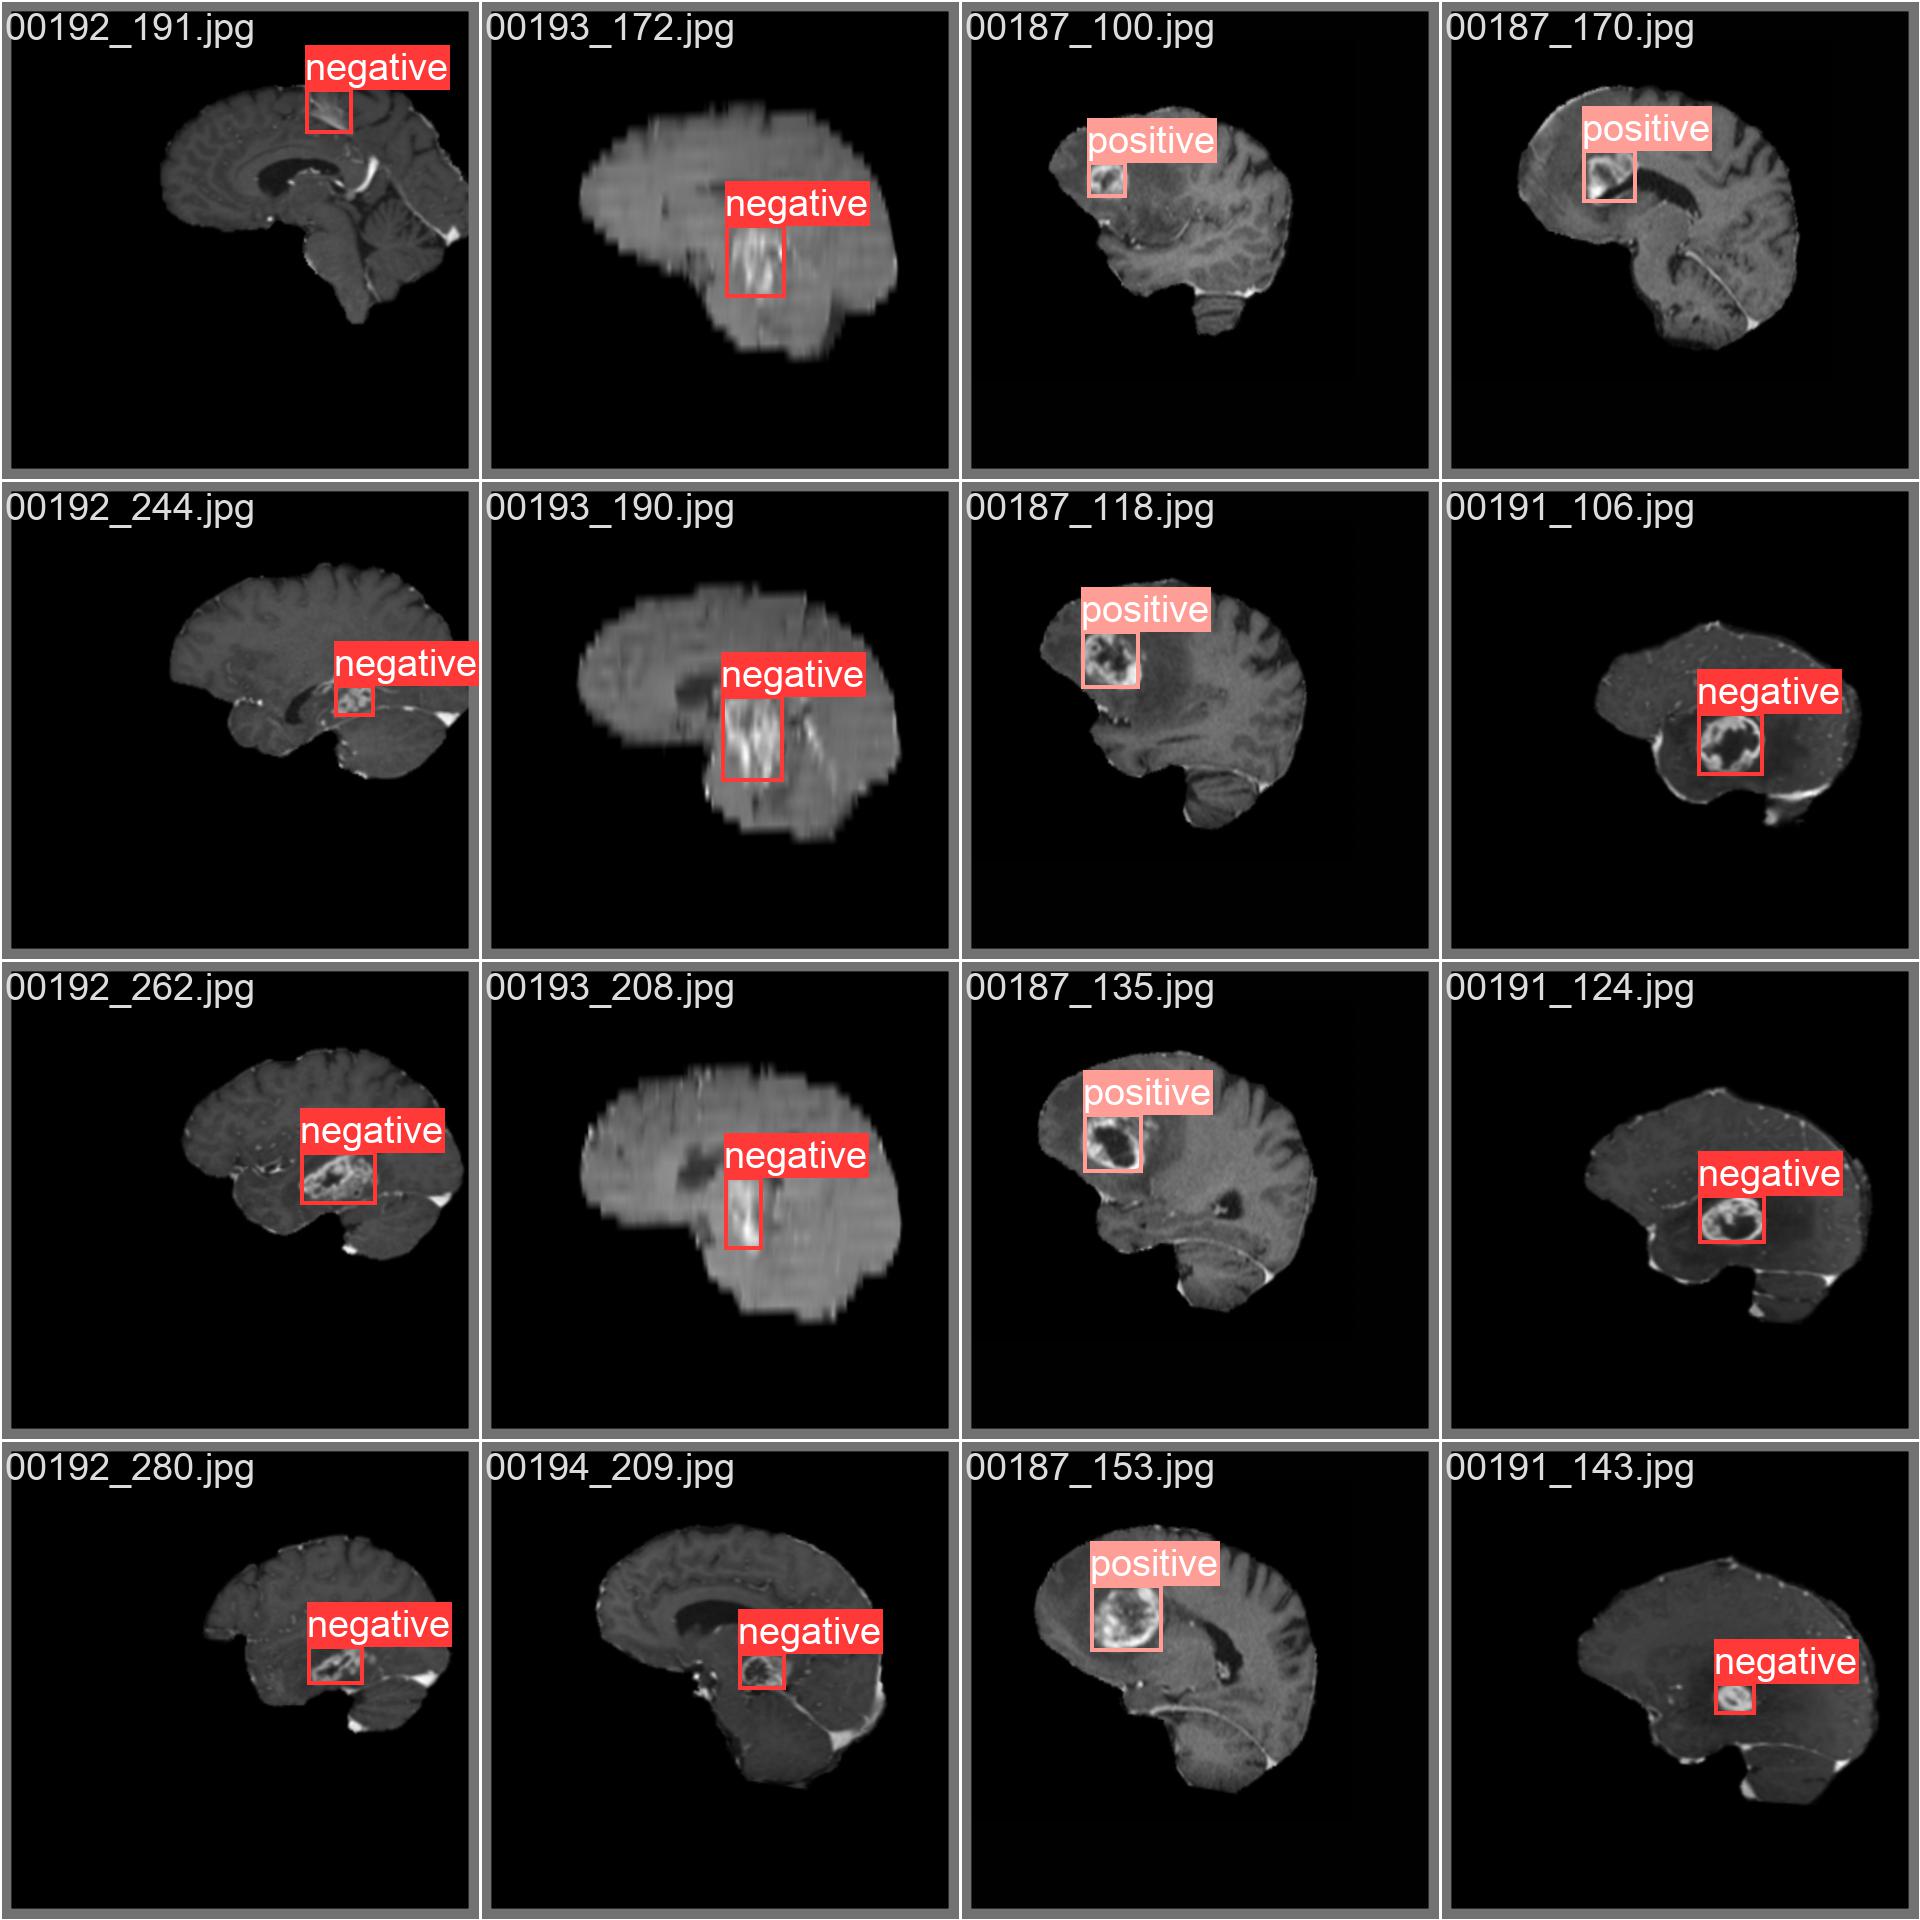 00192_191.jpg
negative
00193_172.jpg
negative
00187_100.jpg
positive
00187_170.jpg
positive
00192_244.jpg
negative
00193_190.jpg
negative
00187_118.jpg
positive
00191_106.jpg
negative
00192_262.jpg
negative
00193_208.jpg
negative
00187_135.jpg
positive
00191_124.jpg
negative
00192_280.jpg
negative
00194_209.jpg
negative
00187_153.jpg
positive
00191_143.jpg
negative